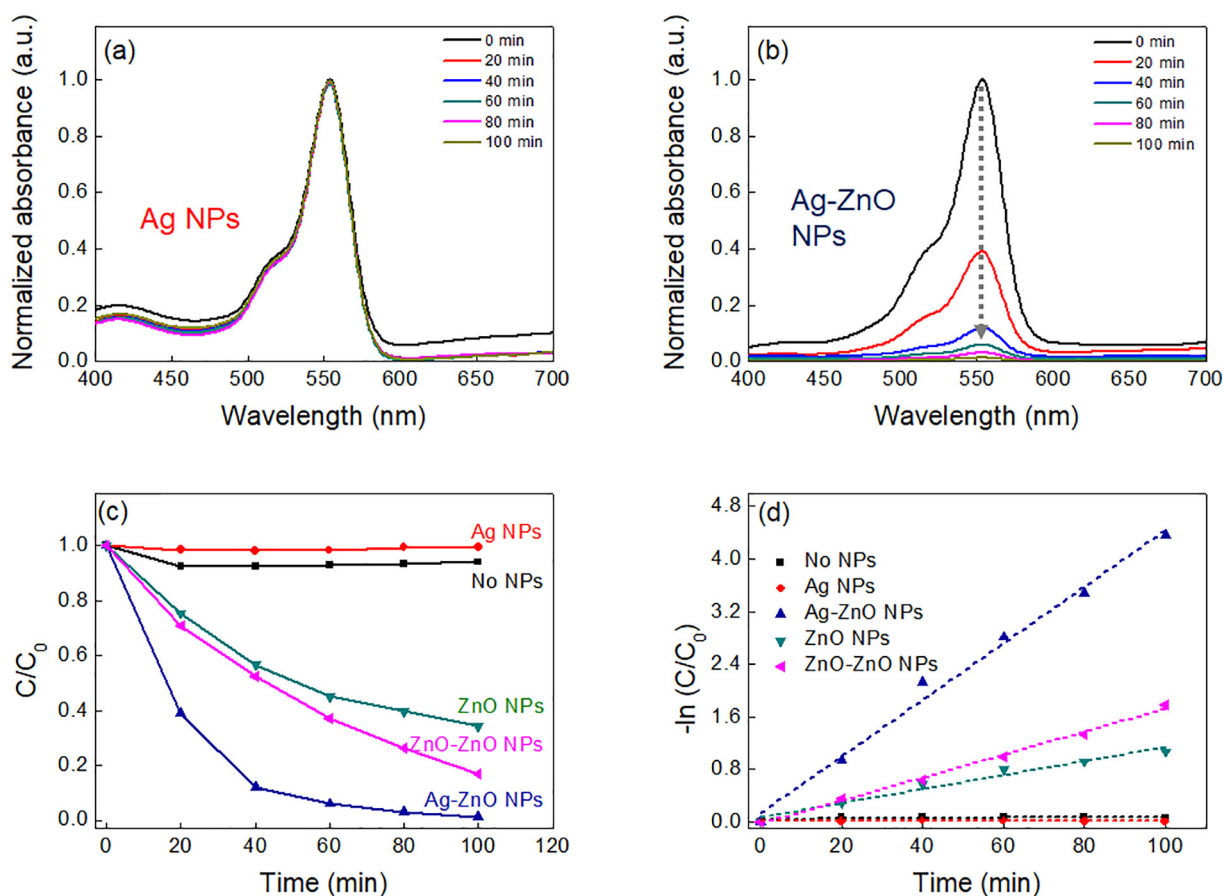 (a)
0 min
20 min
40 min
60 min
80 min
100 min
Ag NPs
Normalized absorbance (a.u.)
1.0
0.8
0.6
0.4
0.2
0.0
400 450 500 550 600 650 700
Wavelength (nm)
(b)
0 min
20 min
40 min
60 min
80 min
100 min
Ag-ZnO
NPs
Normalized absorbance (a.u.)
1.0
0.8
0.6
0.4
0.2
0.0
400 450 500 550 600 650 700
Wavelength (nm)
(c)
Ag NPs
No NPs
ZnO NPs
ZnO-ZnO NPs
Ag-ZnO NPs
C/C0
1.0
0.8
0.6
0.4
0.2
0.0
0 20 40 60 80 100 120
Time (min)
(d)
No NPs
Ag NPs
Ag-ZnO NPs
ZnO NPs
ZnO-ZnO NPs
-ln (C/C0)
4.8
4.0
3.2
2.4
1.6
0.8
0.0
0 20 40 60 80 100
Time (min)